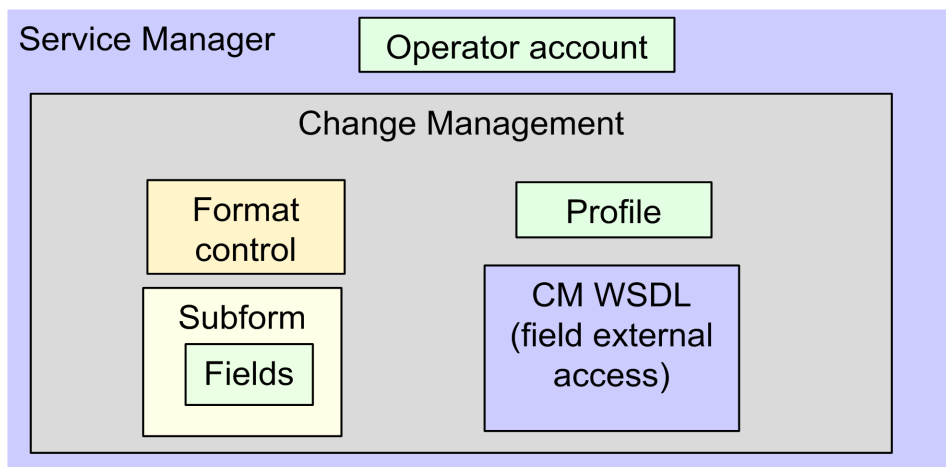 Service Manager
Operator account
Change Management
Format
control
Profile
Subform
Fields
CM WSDL
(field external
access)